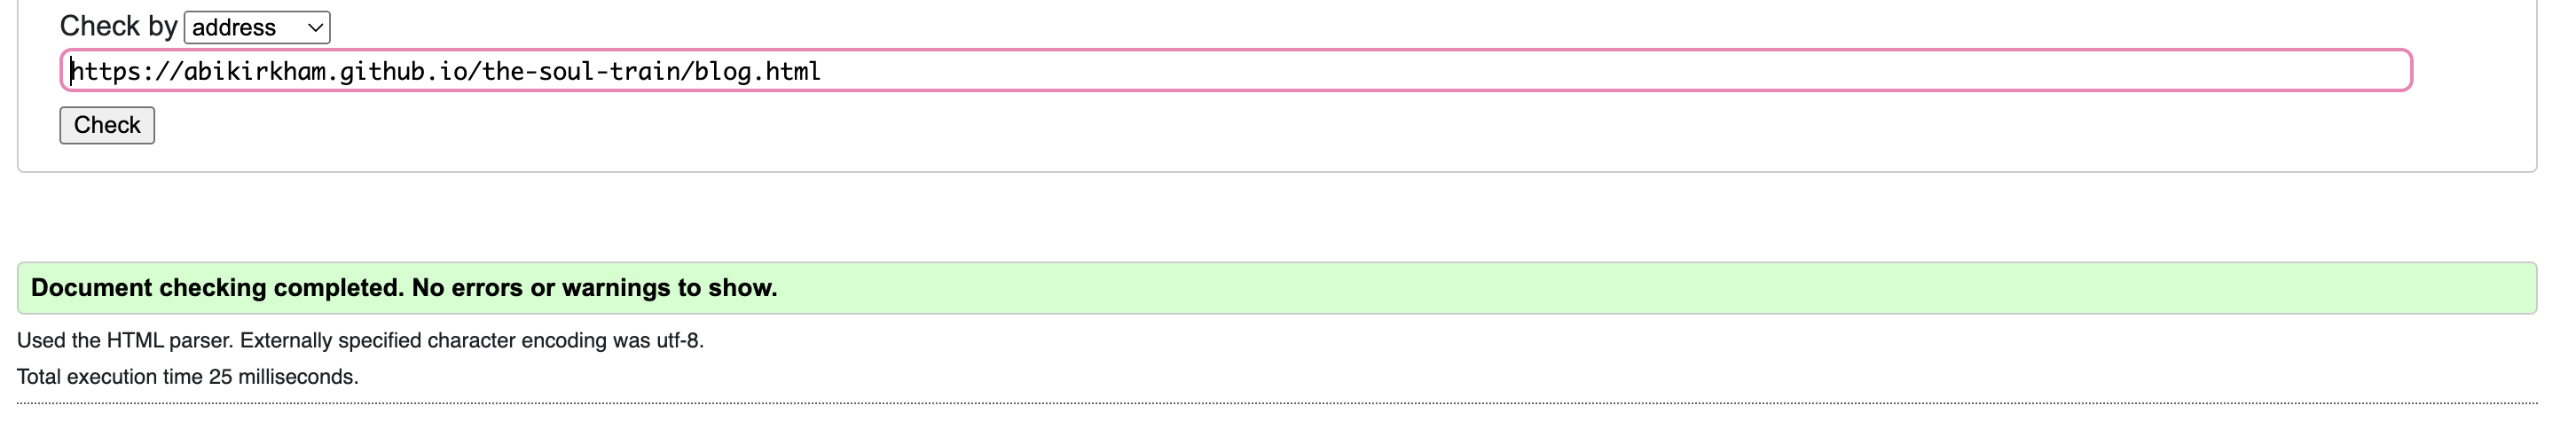 Check by address
https://abikirkham.github.io/the-soul-train/blog.html
Check
Document checking completed. No errors or warnings to show.
Used the HTML parser. Externally specified character encoding was utf-8.
Total execution time 25 milliseconds.